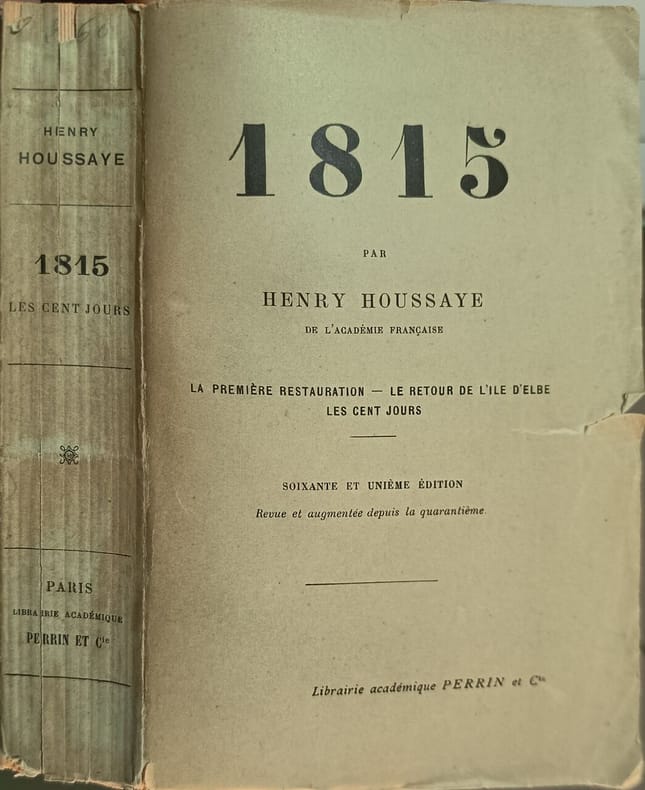 HENRY
HOUSSAYE
1815
LES CENT JOURS
PARIS
LIBRAIRIE ACADÉMIQUE
PERRIN ET Cie
1815
PAR
HENRY HOUSSAYE
DE L'ACADÉMIE FRANÇAISE
LA PREMIÈRE RESTAURATION — LE RETOUR DE L'ILE D'ELBE
LES CENT JOURS
SOIXANTE ET UNIÈME ÉDITION
Revue et augmentée depuis la quarantième.
Librairie académique PERRIN et Cie